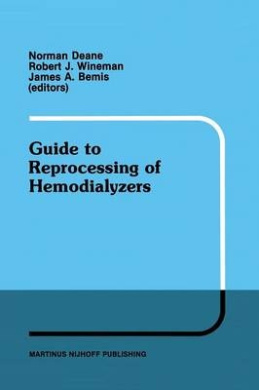 Norman Deane
Robert J. Wineman
James A. Bemis
(editors)
Guide to
Reprocessing of
Hemodialyzers
MARTINUS NIJHOFF PUBLISHING